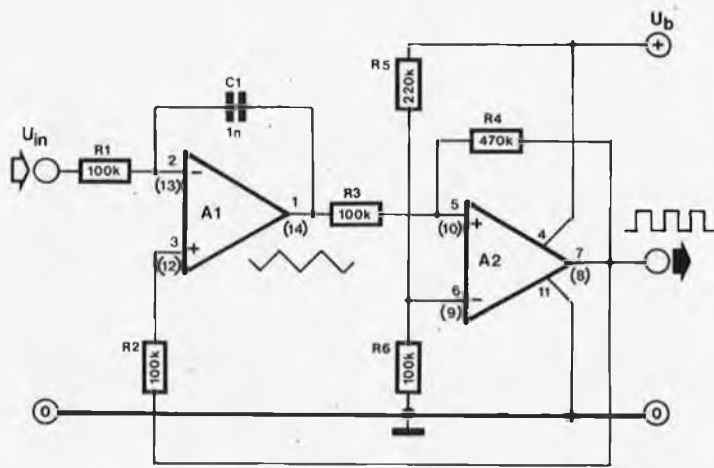 Ub
+
R5
220k
C1
1n
R4
470k
Uin
R1
100k
2
(13)
−
A1
1
(14)
R3
100k
5
(10)
+
4
A2
7
(8)
3
(12)
+
6
(9)
−
11
R2
100k
R6
100k
0
0